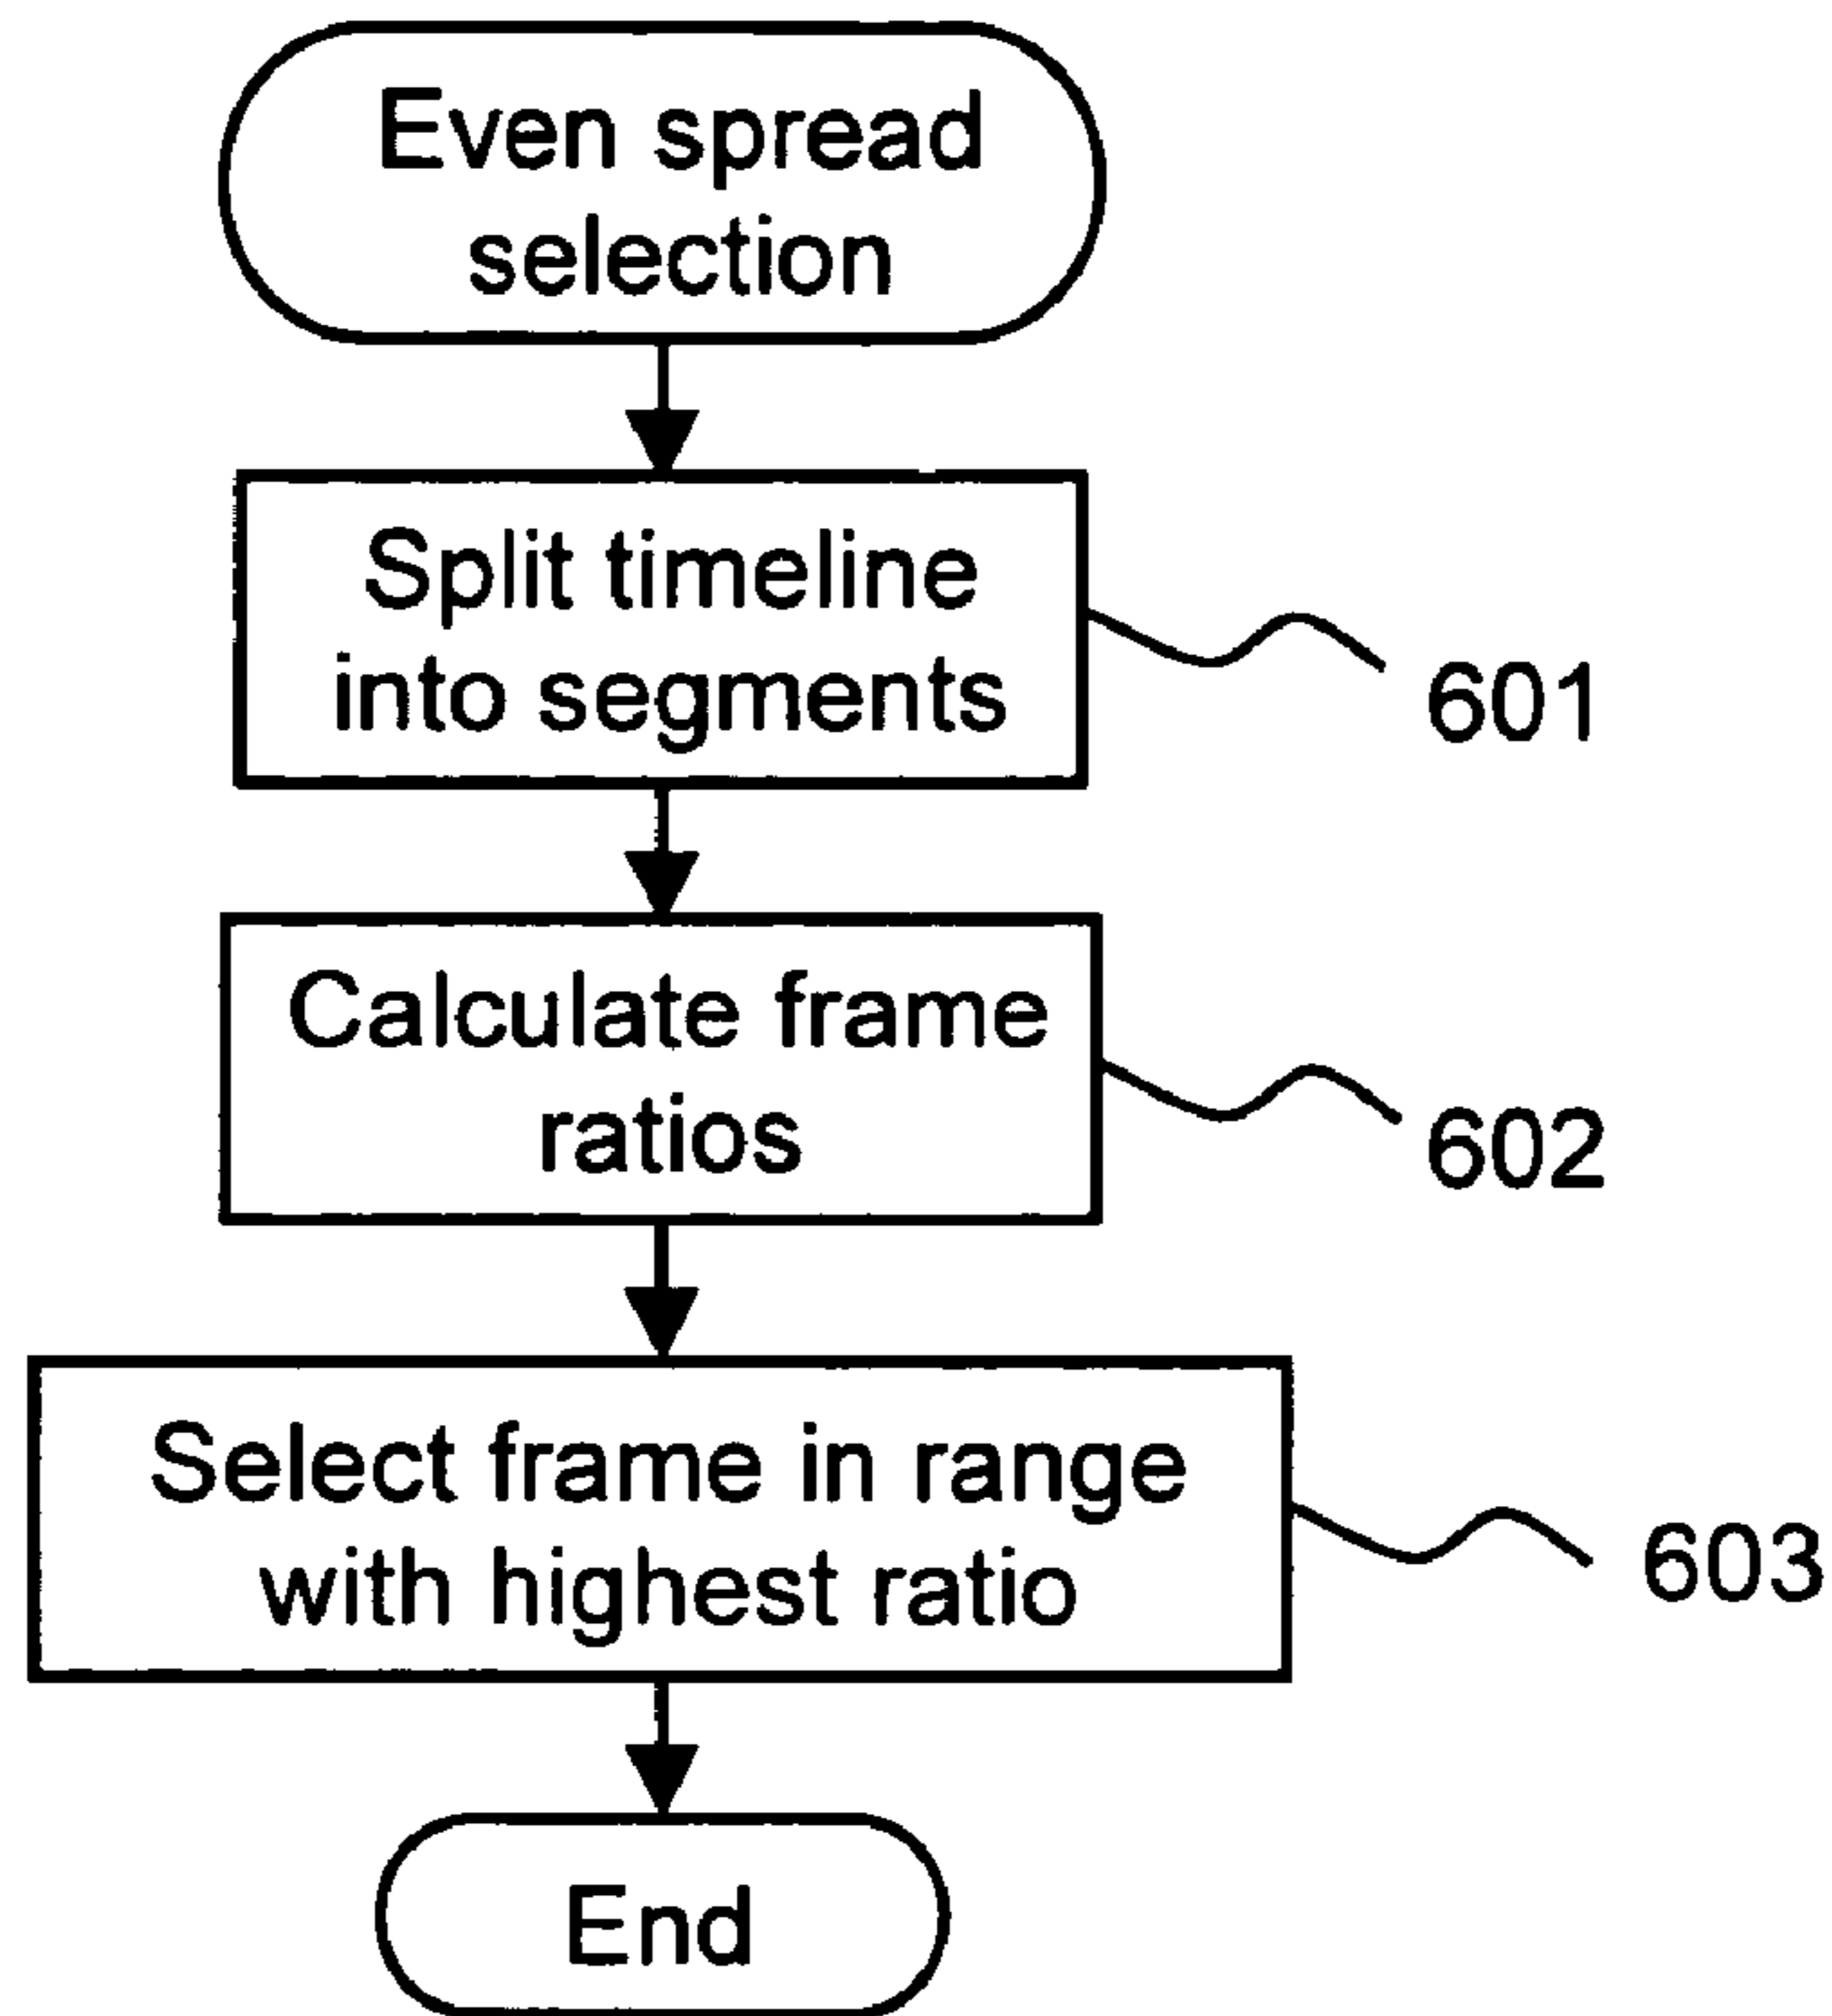 Even spread
selection
Split timeline
into segments
601
Calculate frame
ratios
602
Select frame in range
with highest ratio
603
End